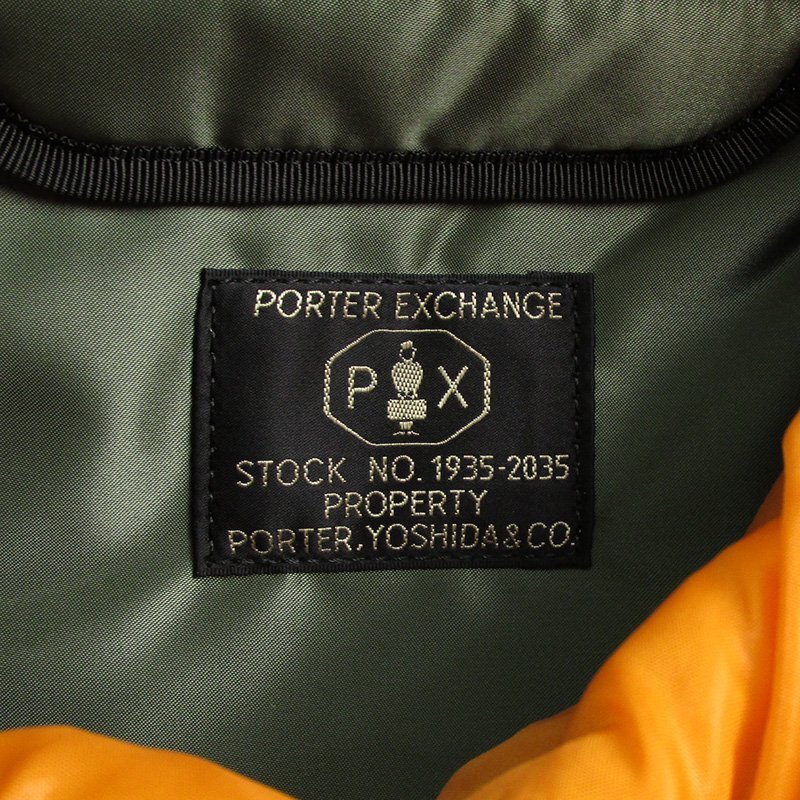 PORTER EXCHANGE
P X
STOCK NO. 1935-2035
PROPERTY
PORTER, YOSHIDA & CO.